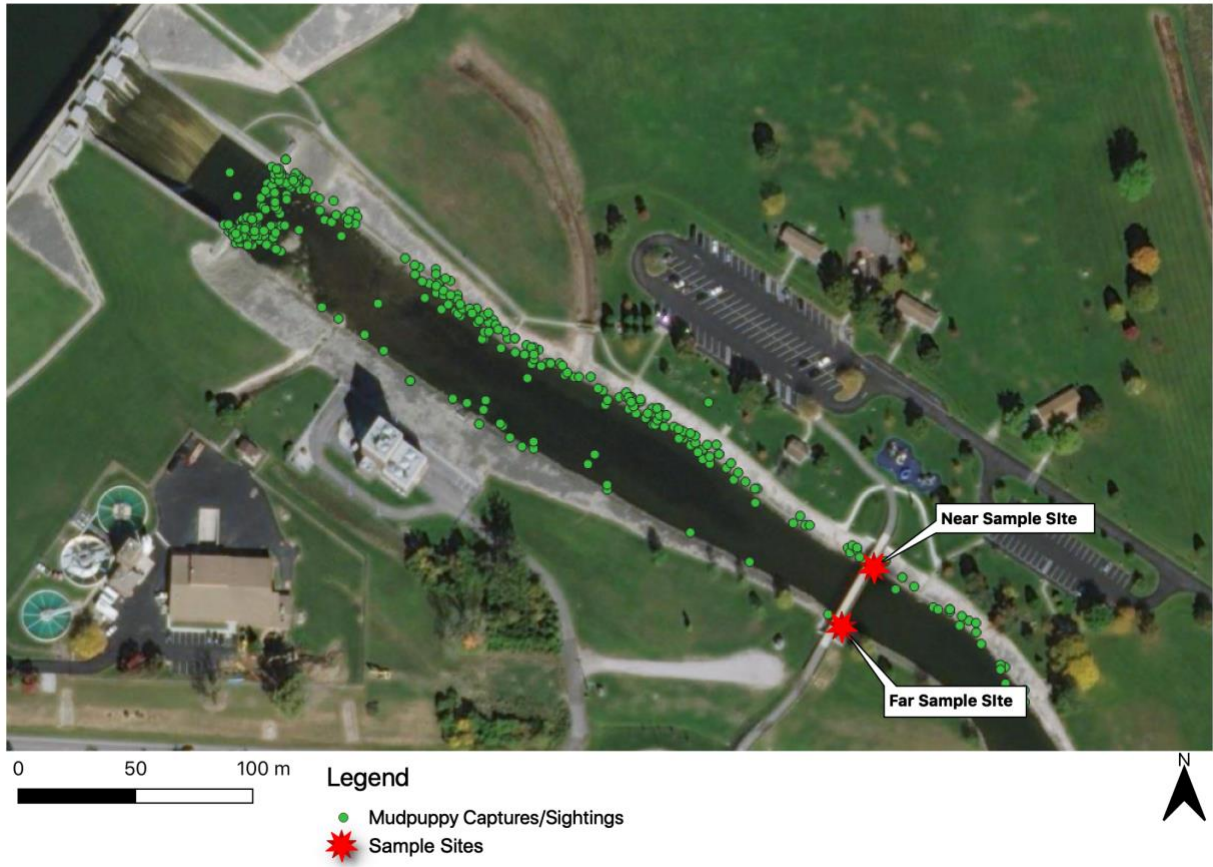 Near Sample SIte
Far Sample SIte
0 50 100 m
Legend
Mudpuppy Captures/Sightings
Sample Sites
N